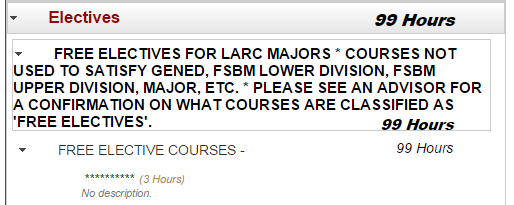 Electives 99 Hours
FREE ELECTIVES FOR LARC MAJORS * COURSES NOT
USED TO SATISFY GENED, FSBM LOWER DIVISION, FSBM
UPPER DIVISION, MAJOR, ETC. * PLEASE SEE AN ADVISOR FOR
A CONFIRMATION ON WHAT COURSES ARE CLASSIFIED AS
'FREE ELECTIVES'.
99 Hours
FREE ELECTIVE COURSES - 99 Hours
********** (3 Hours)
No description.